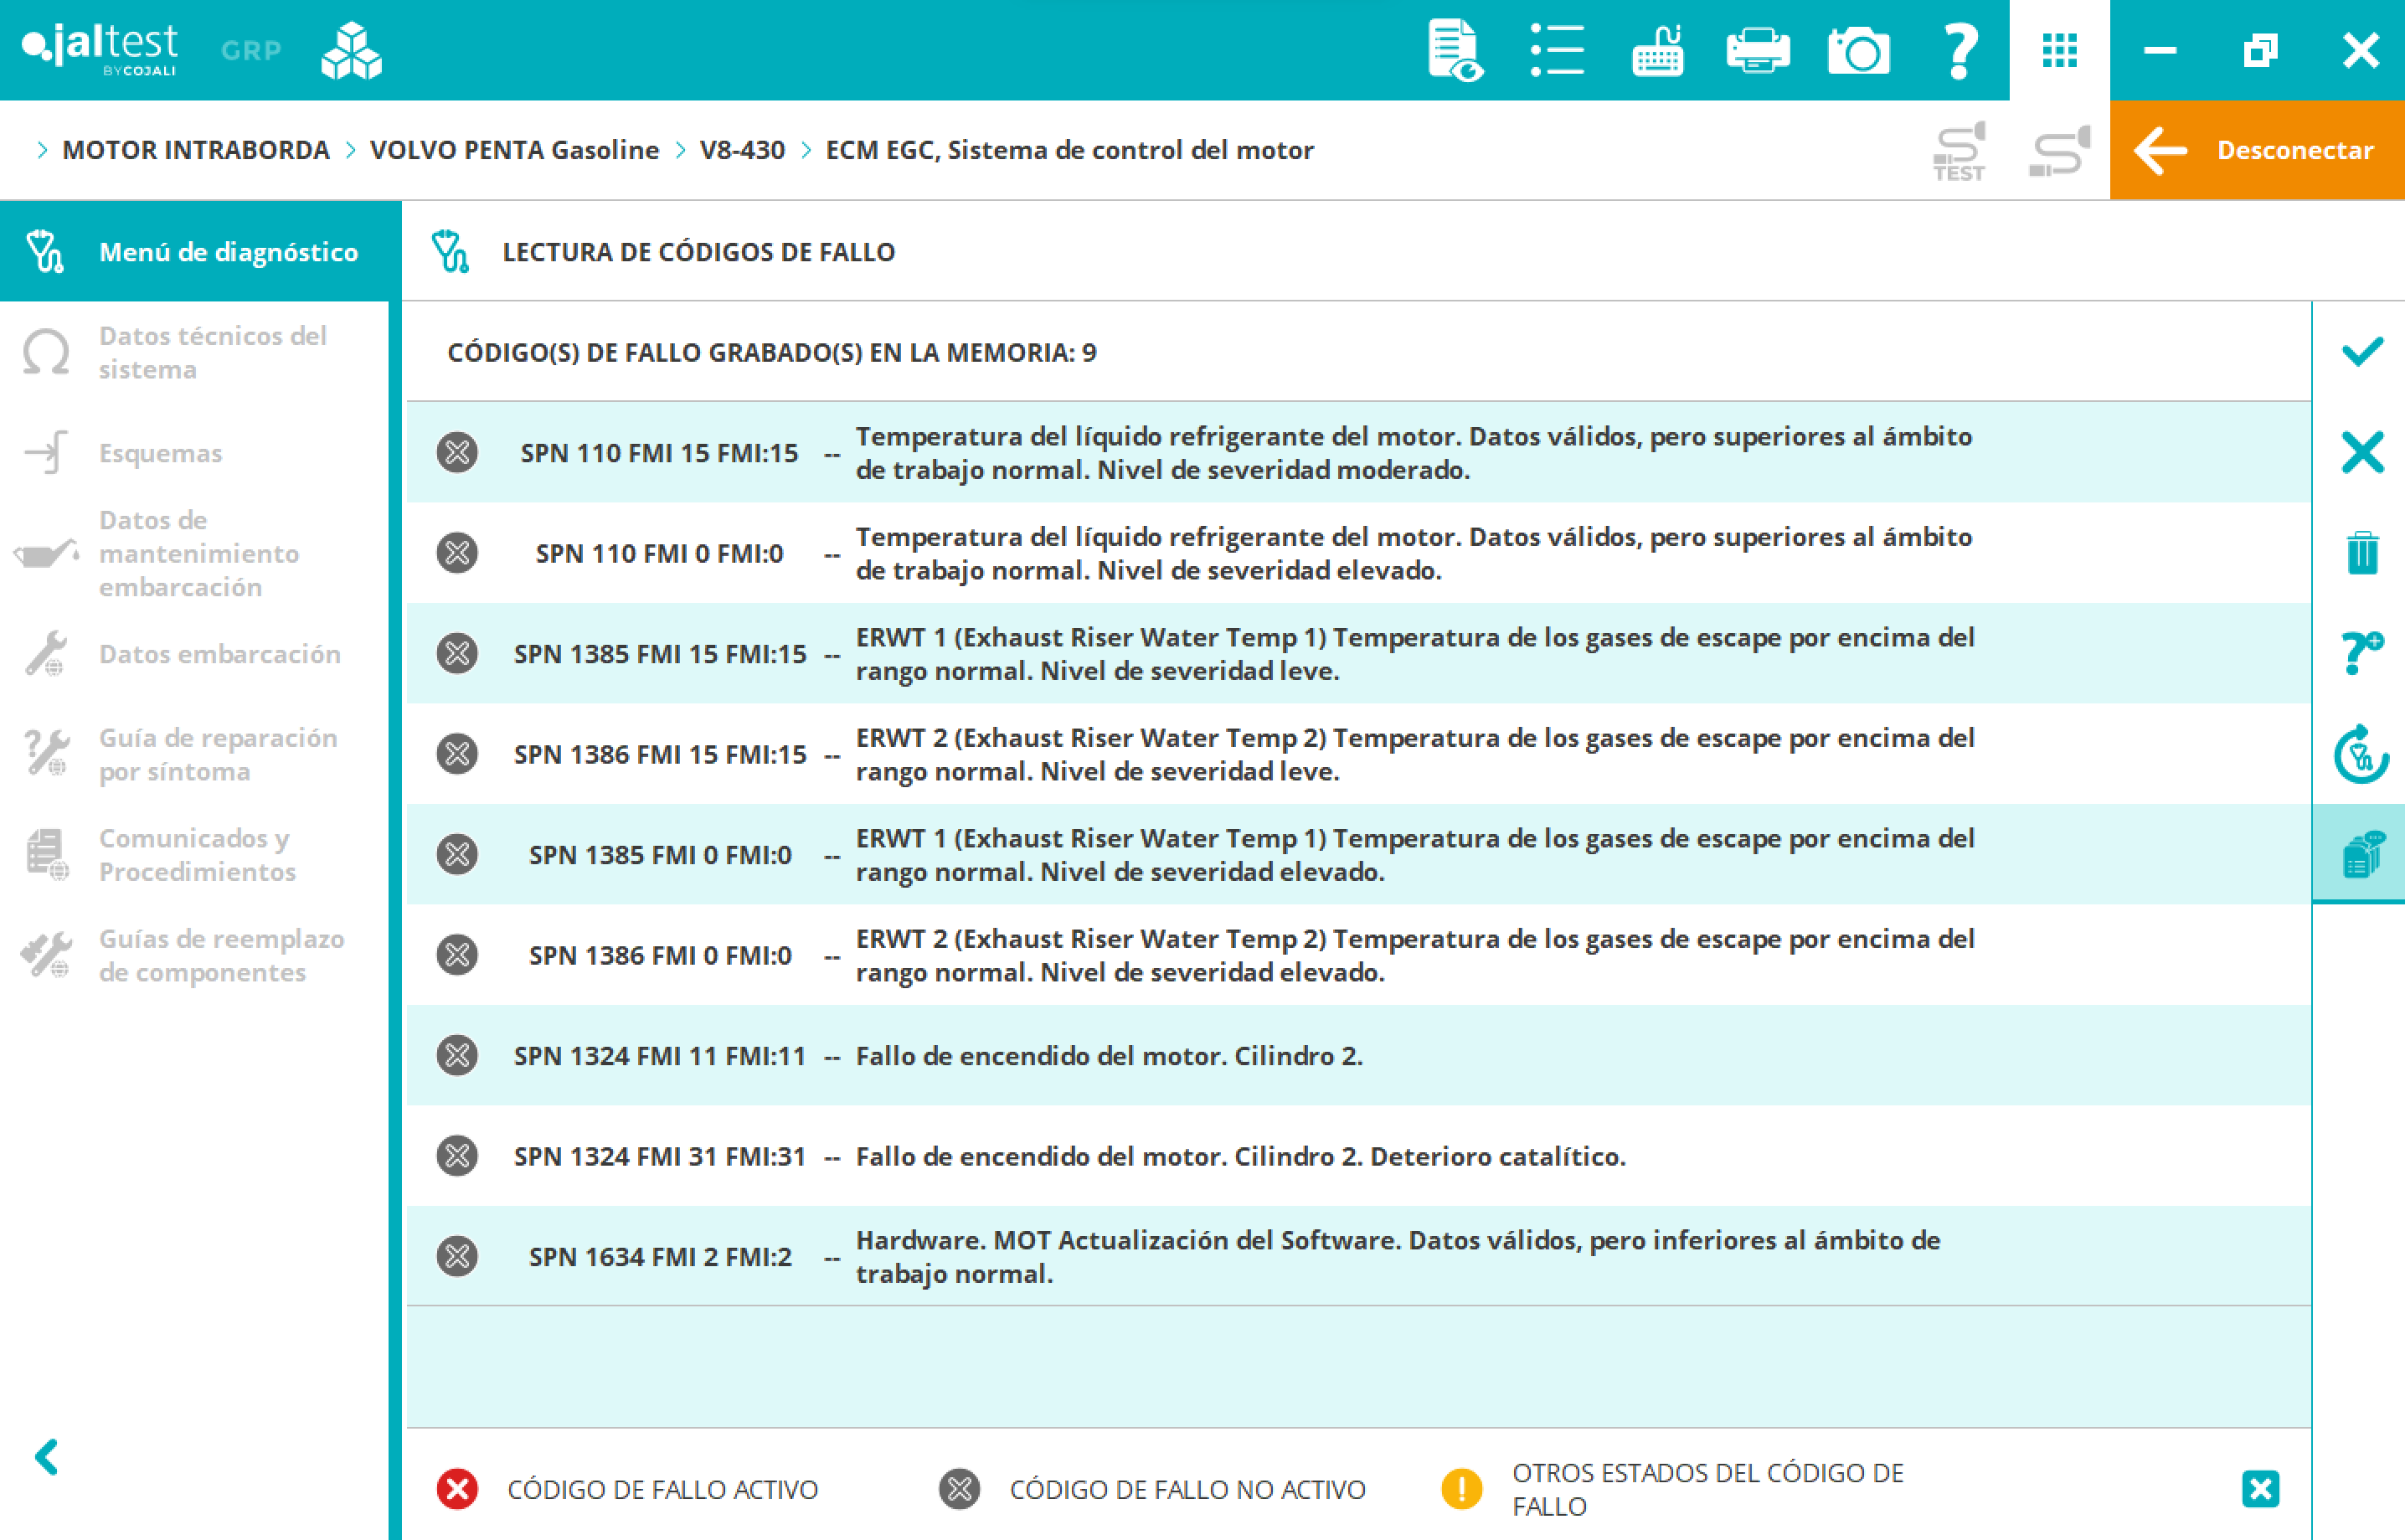 jaltest
BYCOJALI
GRP
MOTOR INTRABORDA > VOLVO PENTA Gasoline > V8-430 > ECM EGC, Sistema de control del motor
TEST
Desconectar
Menú de diagnóstico
Datos técnicos del
sistema
Esquemas
Datos de
mantenimiento
embarcación
Datos embarcación
Guía de reparación
por síntoma
Comunicados y
Procedimientos
Guías de reemplazo
de componentes
LECTURA DE CÓDIGOS DE FALLO
CÓDIGO(S) DE FALLO GRABADO(S) EN LA MEMORIA: 9
SPN 110 FMI 15 FMI:15 -- Temperatura del líquido refrigerante del motor. Datos válidos, pero superiores al ámbito
de trabajo normal. Nivel de severidad moderado.
SPN 110 FMI 0 FMI:0 -- Temperatura del líquido refrigerante del motor. Datos válidos, pero superiores al ámbito
de trabajo normal. Nivel de severidad elevado.
SPN 1385 FMI 15 FMI:15 -- ERWT 1 (Exhaust Riser Water Temp 1) Temperatura de los gases de escape por encima del
rango normal. Nivel de severidad leve.
SPN 1386 FMI 15 FMI:15 -- ERWT 2 (Exhaust Riser Water Temp 2) Temperatura de los gases de escape por encima del
rango normal. Nivel de severidad leve.
SPN 1385 FMI 0 FMI:0 -- ERWT 1 (Exhaust Riser Water Temp 1) Temperatura de los gases de escape por encima del
rango normal. Nivel de severidad elevado.
SPN 1386 FMI 0 FMI:0 -- ERWT 2 (Exhaust Riser Water Temp 2) Temperatura de los gases de escape por encima del
rango normal. Nivel de severidad elevado.
SPN 1324 FMI 11 FMI:11 -- Fallo de encendido del motor. Cilindro 2.
SPN 1324 FMI 31 FMI:31 -- Fallo de encendido del motor. Cilindro 2. Deterioro catalítico.
SPN 1634 FMI 2 FMI:2 -- Hardware. MOT Actualización del Software. Datos válidos, pero inferiores al ámbito de
trabajo normal.
CÓDIGO DE FALLO ACTIVO
CÓDIGO DE FALLO NO ACTIVO
OTROS ESTADOS DEL CÓDIGO DE
FALLO